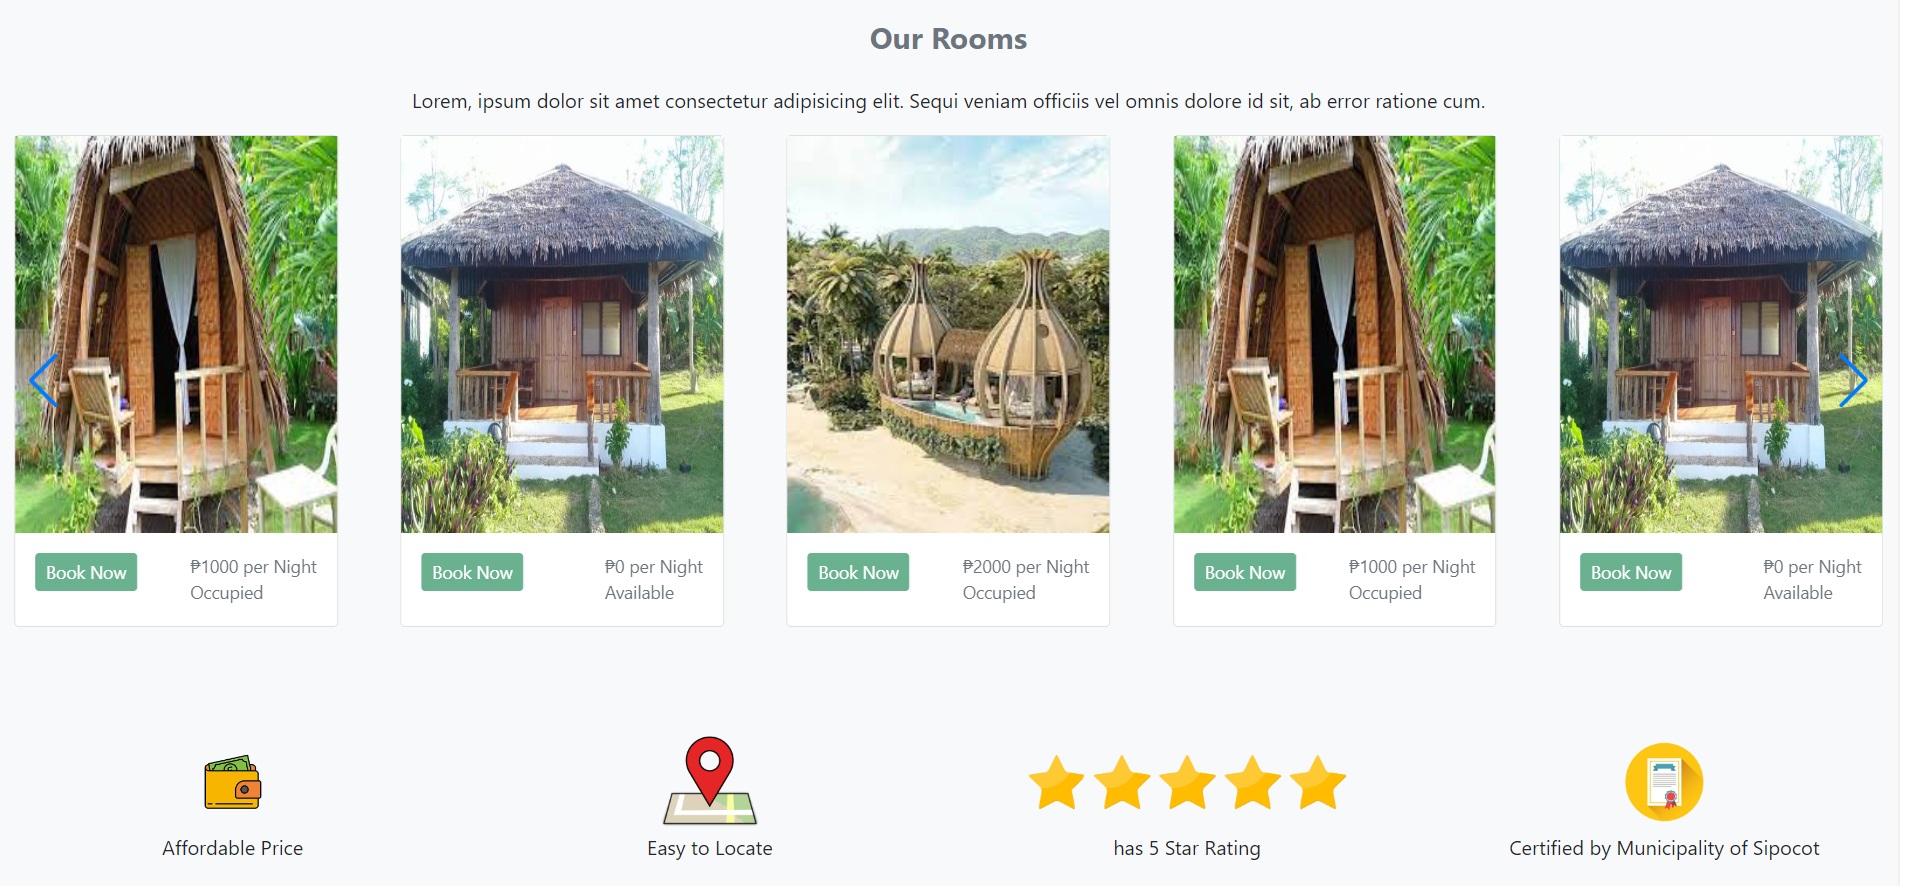 Our Rooms
Lorem, ipsum dolor sit amet consectetur adipisicing elit. Sequi veniam officiis vel omnis dolore id sit, ab error ratione cum.
Book Now
₱1000 per Night
Occupied
Book Now
₱0 per Night
Available
Book Now
₱2000 per Night
Occupied
Book Now
₱1000 per Night
Occupied
Book Now
₱0 per Night
Available
Affordable Price
Easy to Locate
has 5 Star Rating
Certified by Municipality of Sipocot